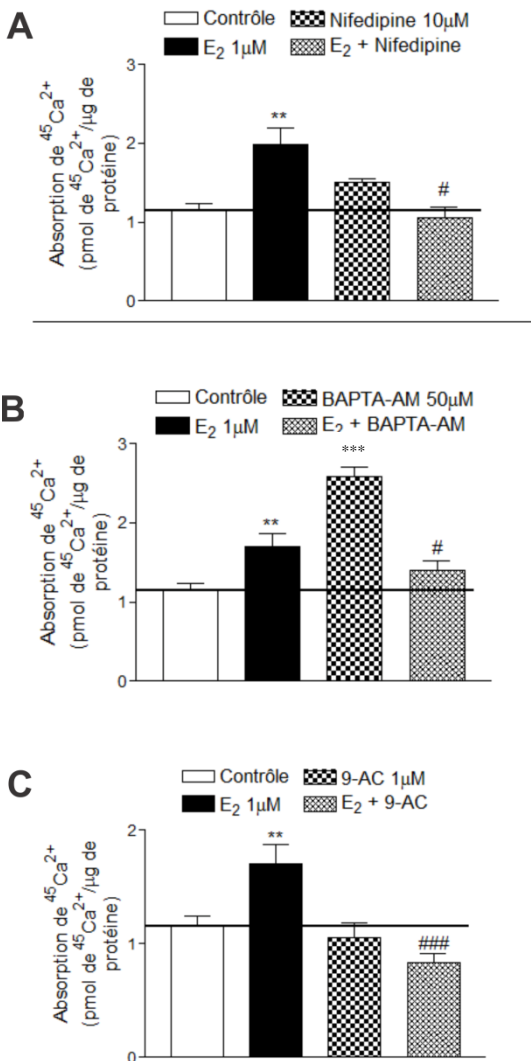 A
Contrôle Nifedipine 10µM
E2 1µM E2 + Nifedipine
Absorption de 45Ca2+
(pmol de 45Ca2+/µg de
protéine)
3
2
1
0
**
#
B
Contrôle BAPTA-AM 50µM
E2 1µM E2 + BAPTA-AM
Absorption de 45Ca2+
(pmol de 45Ca2+/µg de
protéine)
3
2
1
0
**
***
#
C
Contrôle 9-AC 1µM
E2 1µM E2 + 9-AC
Absorption de 45Ca2+
(pmol de 45Ca2+/µg de
protéine)
2
1
0
**
###